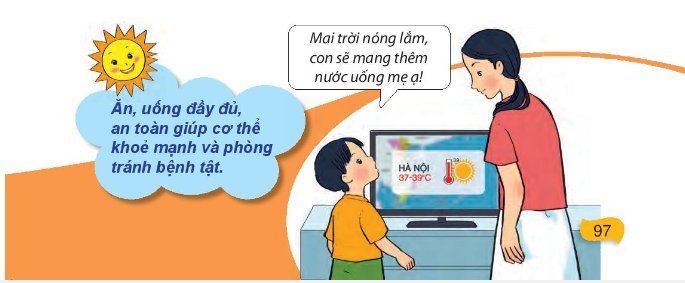 Mai trời nóng lắm,
con sẽ mang thêm
nước uống mẹ ạ!
Ăn, uống đầy đủ,
an toàn giúp cơ thể
khoẻ mạnh và phòng
tránh bệnh tật.
HÀ NỘI
37-39°C
97